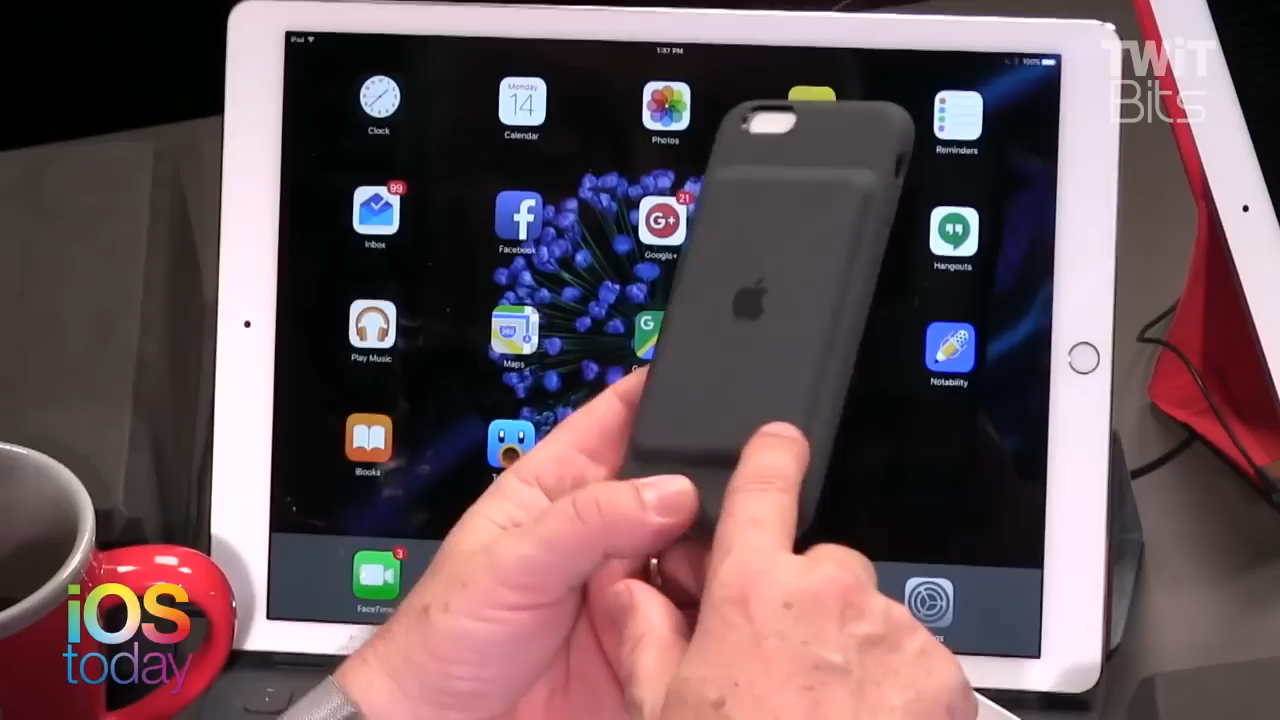 iPad
1:37 PM
100%
TWiT
Bits
Clock
Monday
14
Calendar
Photos
Reminders
99
Inbox
f
Facebook
21
G+
Google+
Hangouts
Play Music
280
Maps
G
Notability
iBooks
3
FaceTime
iOS
today